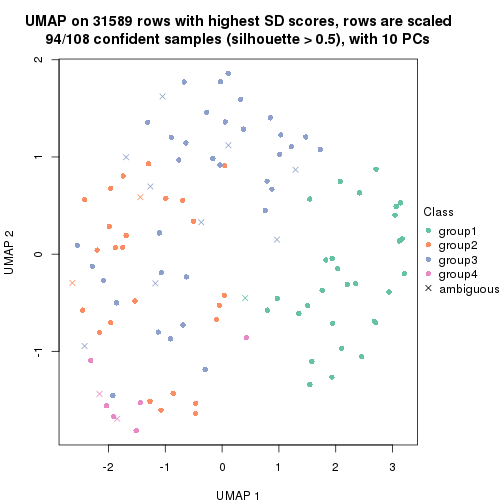 UMAP on 31589 rows with highest SD scores, rows are scaled
94/108 confident samples (silhouette > 0.5), with 10 PCs
2
1
0
-1
UMAP 2
-2
-1
0
1
2
3
UMAP 1
Class
group1
group2
group3
group4
ambiguous